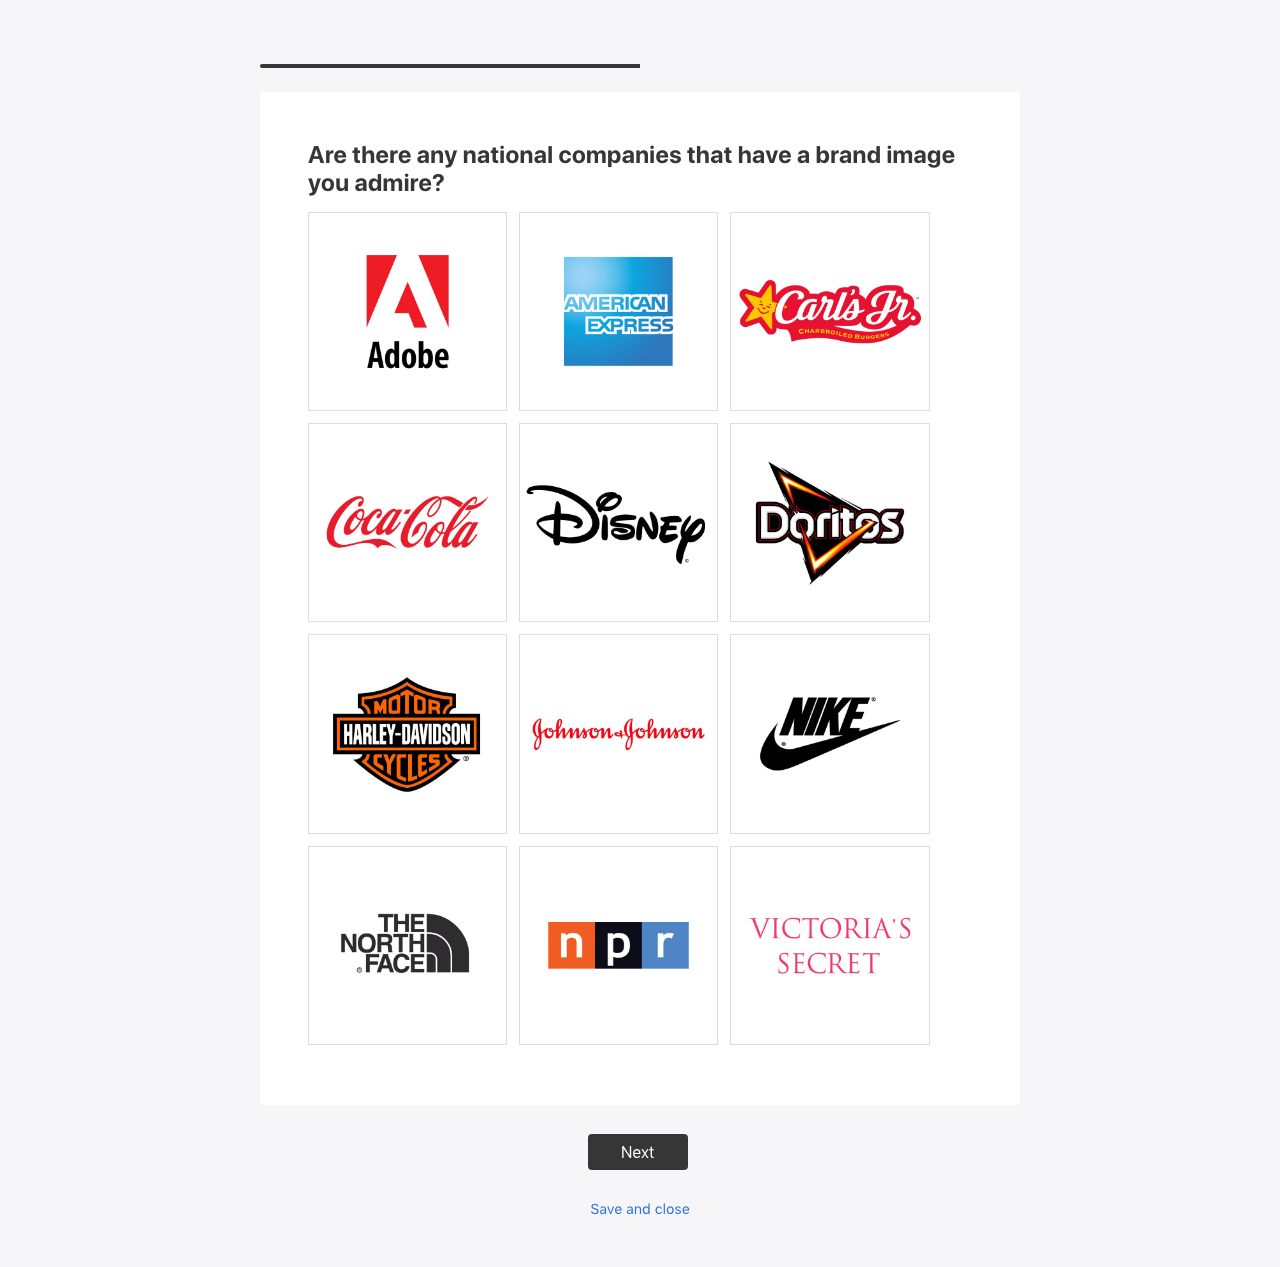 Are there any national companies that have a brand image
you admire?
Adobe
AMERICAN
EXPRESS
Carl's Jr.
CHARBROILED BURGERS
Coca-Cola
Disney
Doritos
MOTOR
HARLEY-DAVIDSON
CYCLES
Johnson & Johnson
NIKE
THE
NORTH
FACE
npr
VICTORIA'S
SECRET
Next
Save and close